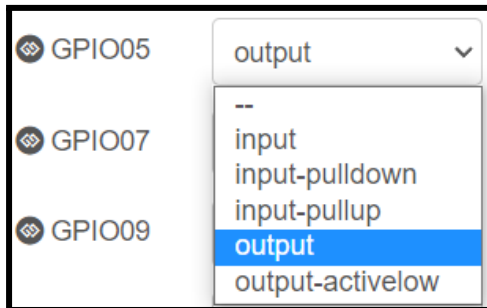 GPIO05
output
--
input
GPIO07
input-pulldown
input-pullup
GPIO09
output
output-activelow